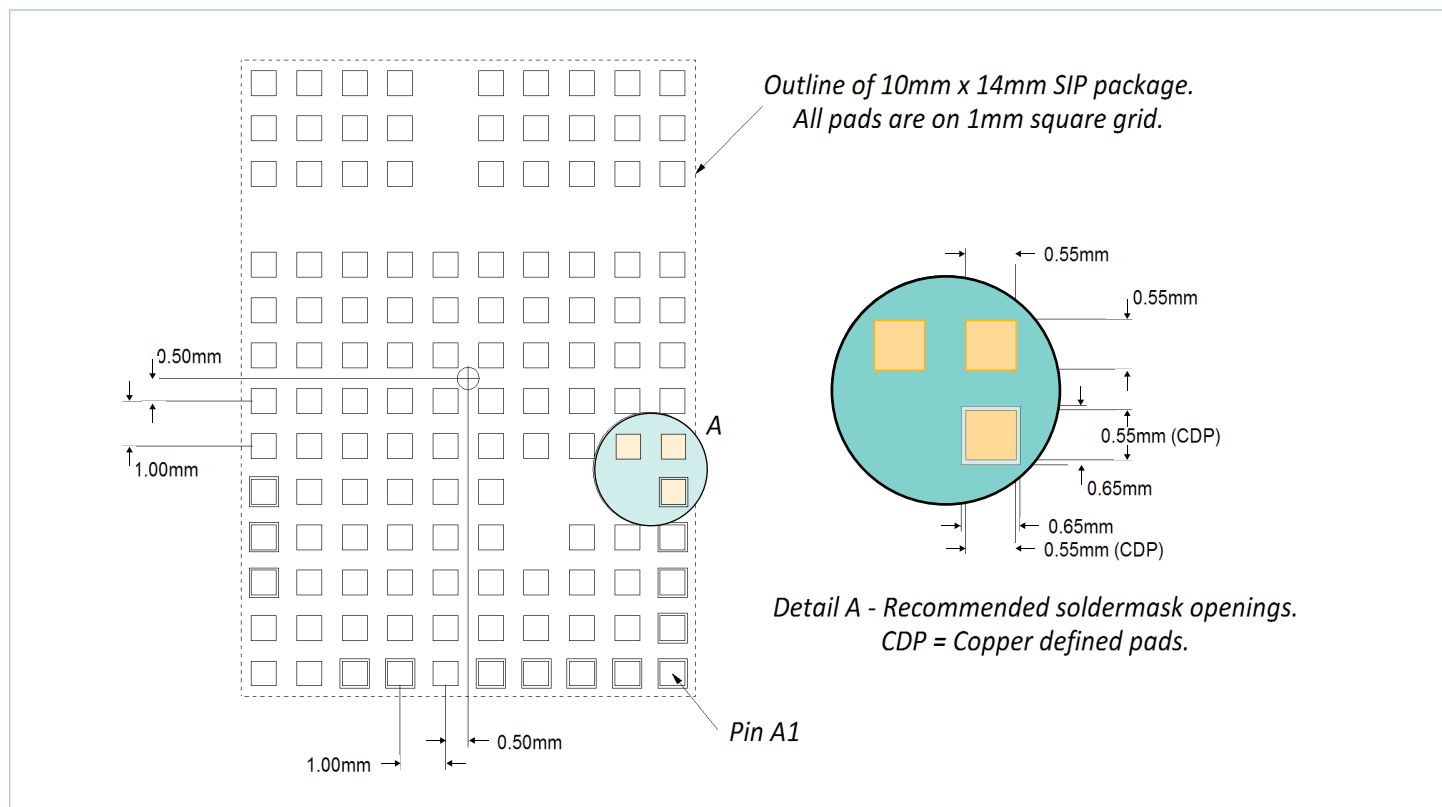 Outline of 10mm x 14mm SIP package.
All pads are on 1mm square grid.
0.55mm
0.55mm
0.50mm
A
0.55mm (CDP)
1.00mm
0.65mm
0.65mm
0.55mm (CDP)
Detail A - Recommended soldermask openings.
CDP = Copper defined pads.
Pin A1
0.50mm
1.00mm